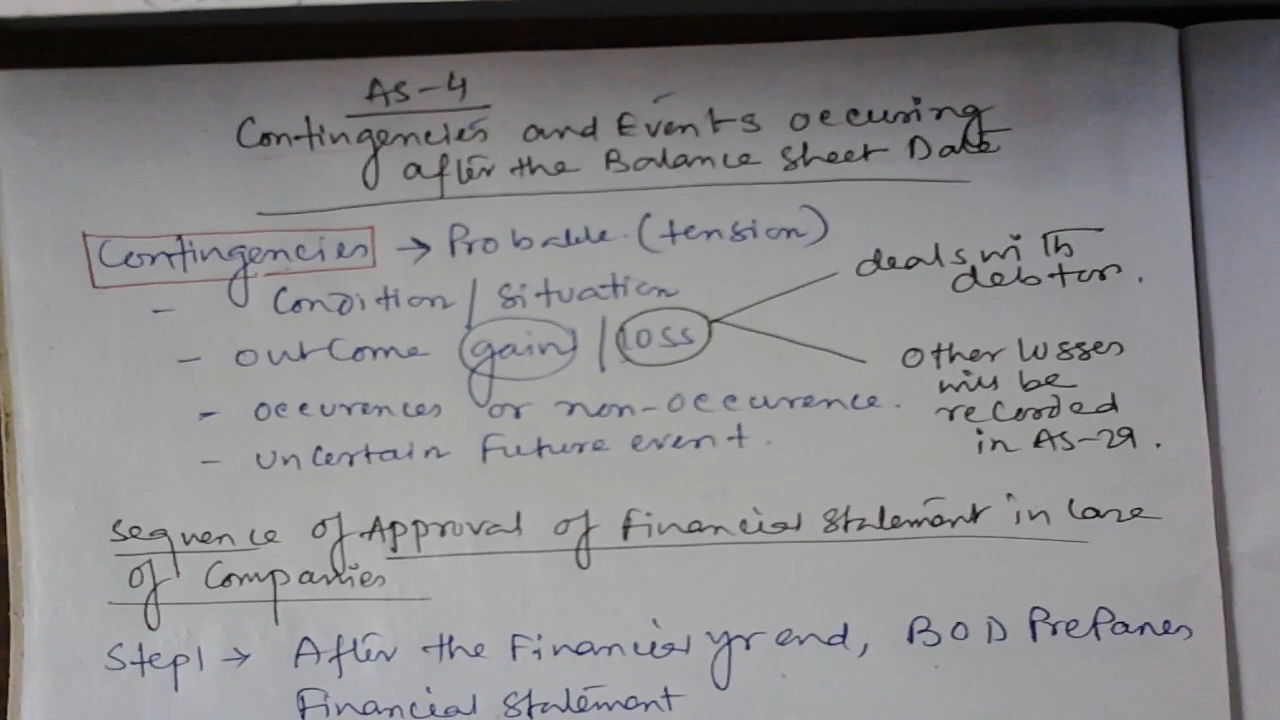 AS-4
Contingencies and Events occuring
after the Balance Sheet Date
Contingencies → Probable (tension)
- Condition / Situation
- outcome gain / loss
deals with
debtor.
other losses
will be
recorded
in AS-29.
- occurences or non-occurence.
- uncertain future event.
Sequence of Approval of Financial Statement in case
of Companies
Step1 → After the Financial yr end, BOD Prepares
Financial Statement